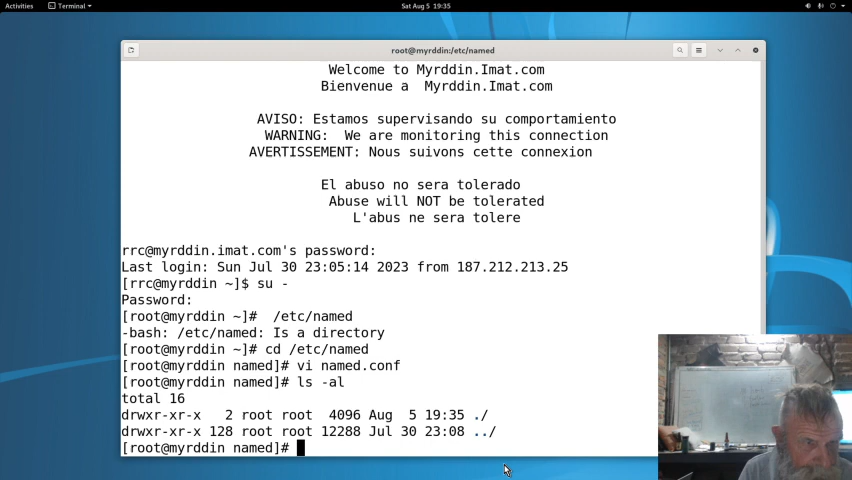 Activities Terminal Sat Aug 5 19:35
root@myrddin:/etc/named
Welcome to Myrddin.Imat.com
Bienvenue a  Myrddin.Imat.com
AVISO: Estamos supervisando su comportamiento
WARNING:  We are monitoring this connection
AVERTISSEMENT: Nous suivons cette connexion
El abuso no sera tolerado
Abuse will NOT be tolerated
L'abus ne sera tolere
rrc@myrddin.imat.com's password:
Last login: Sun Jul 30 23:05:14 2023 from 187.212.213.25
[rrc@myrddin ~]$ su -
Password:
[root@myrddin ~]#  /etc/named
-bash: /etc/named: Is a directory
[root@myrddin ~]# cd /etc/named
[root@myrddin named]# vi named.conf
[root@myrddin named]# ls -al
total 16
drwxr-xr-x   2 root root  4096 Aug  5 19:35 ./
drwxr-xr-x 128 root root 12288 Jul 30 23:08 ../
[root@myrddin named]#